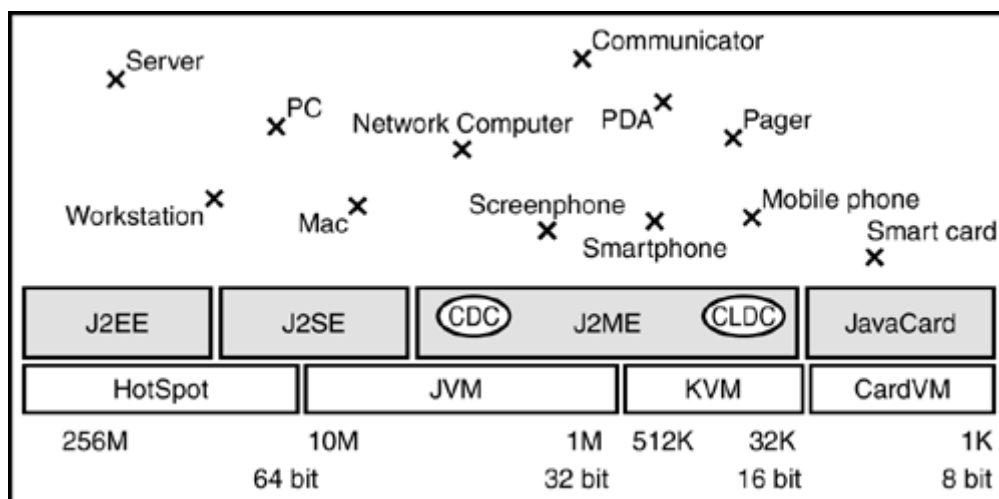 Communicator
Server
PC
PDA
Pager
Network Computer
Workstation
Mac
Screenphone
Mobile phone
Smartphone
Smart card
J2EE
J2SE
CDC
J2ME
CLDC
JavaCard
HotSpot
JVM
KVM
CardVM
256M 10M 1M 512K 32K 1K
64 bit 32 bit 16 bit 8 bit